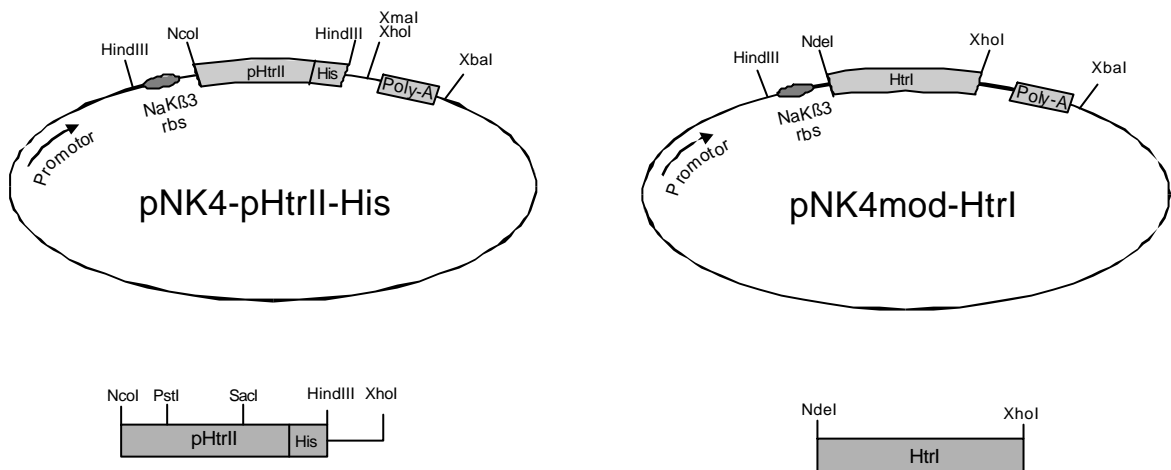 NcoI
HindIII
XmaI
XhoI
HindIII
XbaI
pHtrII
His
Poly-A
NaKß3
rbs
Promotor
pNK4-pHtrII-His
NdeI
XhoI
HindIII
XbaI
HtrI
Poly-A
NaKß3
rbs
Promotor
pNK4mod-HtrI
NcoI
PstI
SacI
HindIII
XhoI
pHtrII
His
NdeI
XhoI
HtrI